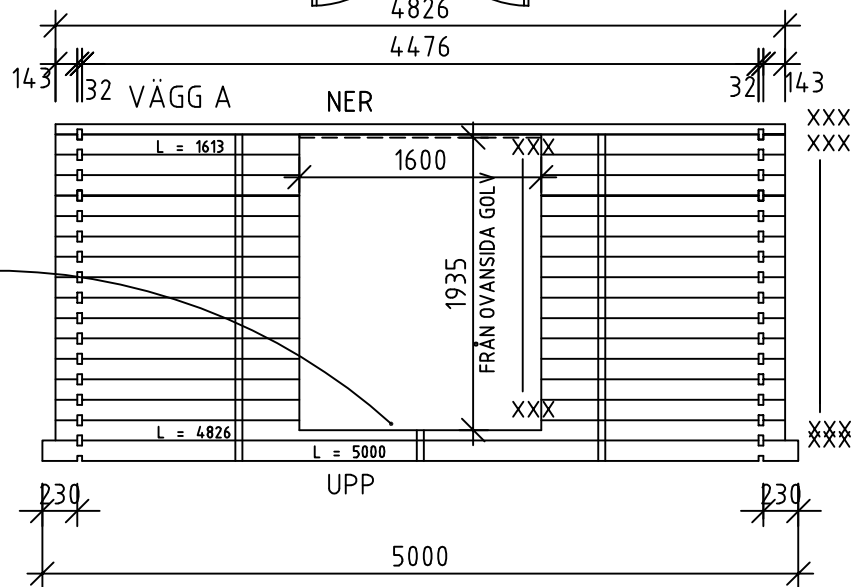 4826
4476
143
32
VÄGG A
NER
32
143
XXX
XXX
L = 1613
XXX
1600
1935
FRÅN OVANSIDA GOLV
XXX
L = 4826
XXX
XXX
L = 5000
UPP
230
230
5000